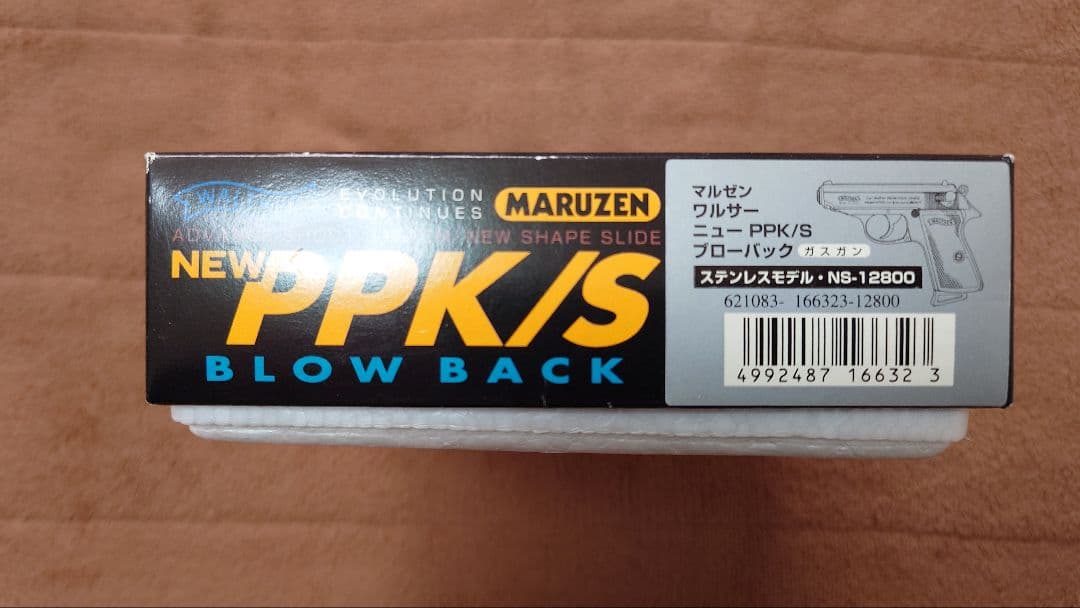 EVOLUTION
CONTINUES
MARUZEN
NEW SHAPE SLIDE
NEW
PPK/S
BLOW BACK
マルゼン
ワルサー
ニュー PPK/S
ブローバック ガスガン
ステンレスモデル・NS-12800
621083- 166323-12800
4992487 16632 3